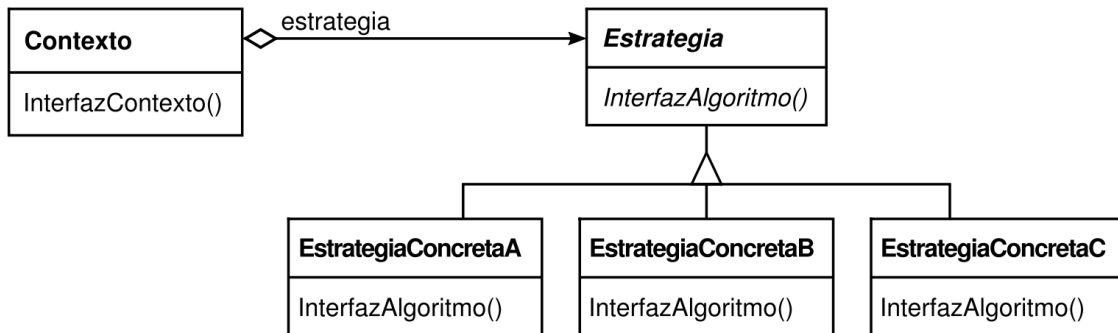 Contexto
InterfazContexto()
estrategia
Estrategia
InterfazAlgoritmo()
EstrategiaConcretaA
InterfazAlgoritmo()
EstrategiaConcretaB
InterfazAlgoritmo()
EstrategiaConcretaC
InterfazAlgoritmo()